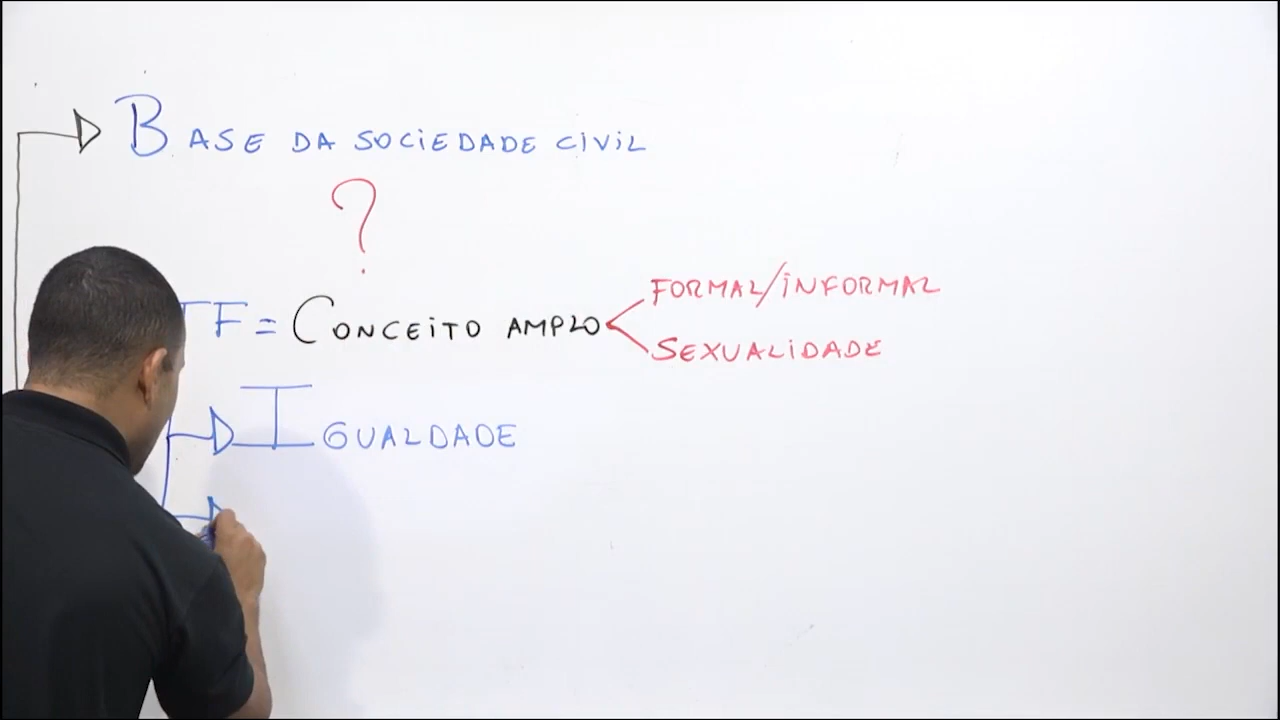 BASE DA SOCIEDADE CIVIL
?
TF = CONCEITO AMPLO
FORMAL/INFORMAL
SEXUALIDADE
IGUALDADE